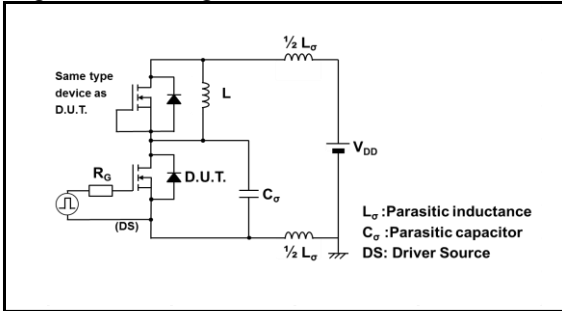 ½ Lσ
Same type
device as
D.U.T.
L
VDD
RG
D.U.T.
Cσ
(DS)
½ Lσ
Lσ :Parasitic inductance
Cσ :Parasitic capacitor
DS: Driver Source